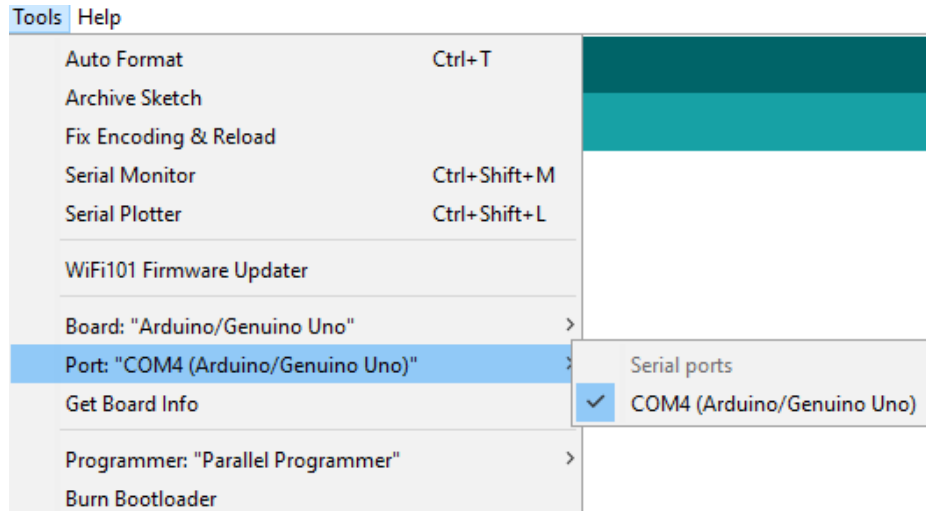 Tools Help
Auto Format Ctrl+T
Archive Sketch
Fix Encoding & Reload
Serial Monitor Ctrl+Shift+M
Serial Plotter Ctrl+Shift+L
WiFi101 Firmware Updater
Board: "Arduino/Genuino Uno"
Port: "COM4 (Arduino/Genuino Uno)"
Serial ports
Get Board Info
COM4 (Arduino/Genuino Uno)
Programmer: "Parallel Programmer"
Burn Bootloader